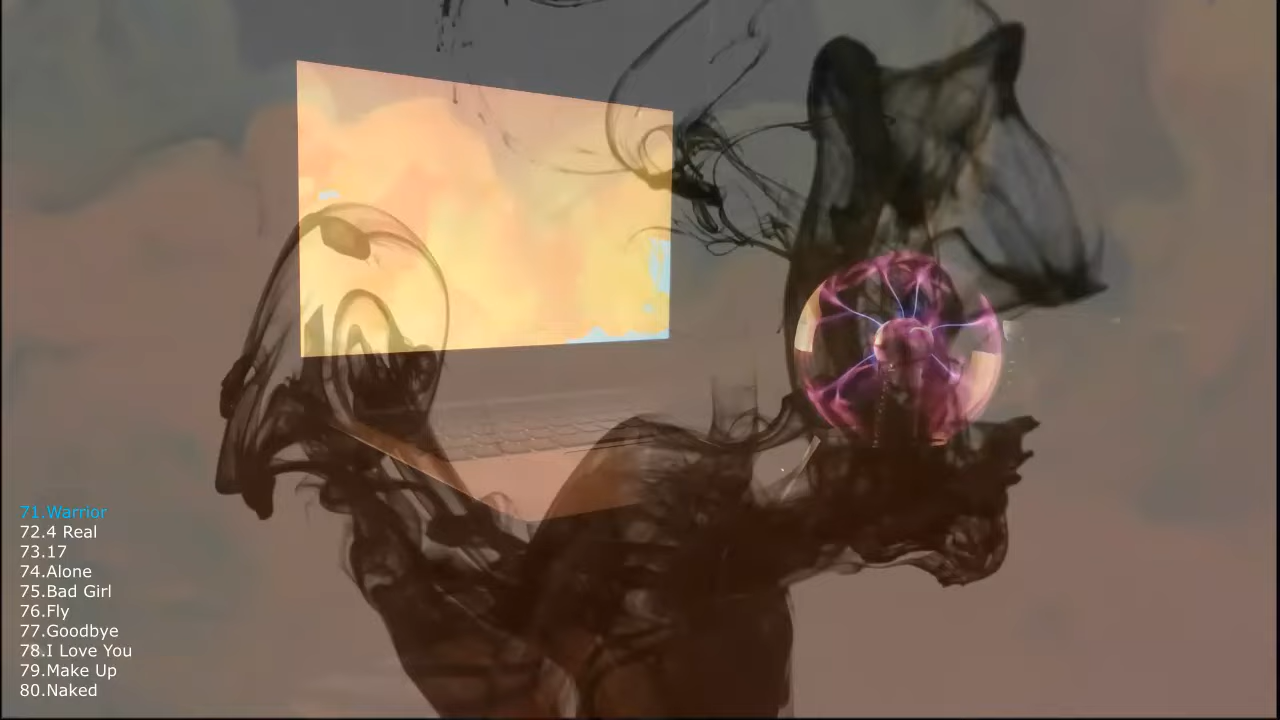 71.Warrior
72.4 Real
73.17
74.Alone
75.Bad Girl
76.Fly
77.Goodbye
78.I Love You
79.Make Up
80.Naked